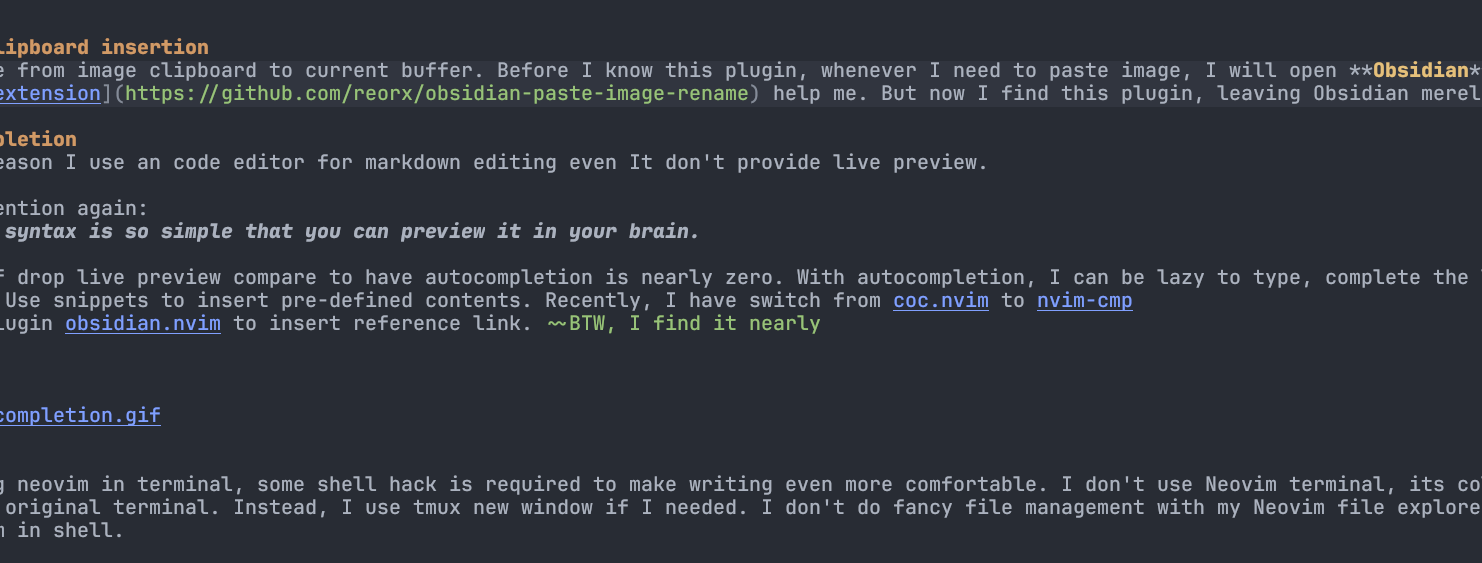 lipboard insertion
e from image clipboard to current buffer. Before I know this plugin, whenever I need to paste image, I will open **Obsidian*
extension](https://github.com/reorx/obsidian-paste-image-rename) help me. But now I find this plugin, leaving Obsidian merel
pletion
eason I use an code editor for markdown editing even It don't provide live preview.
ention again:
syntax is so simple that you can preview it in your brain.
f drop live preview compare to have autocompletion is nearly zero. With autocompletion, I can be lazy to type, complete the
Use snippets to insert pre-defined contents. Recently, I have switch from coc.nvim to nvim-cmp
lugin obsidian.nvim to insert reference link. ~~BTW, I find it nearly
completion.gif
g neovim in terminal, some shell hack is required to make writing even more comfortable. I don't use Neovim terminal, its co
original terminal. Instead, I use tmux new window if I needed. I don't do fancy file management with my Neovim file explore
m in shell.